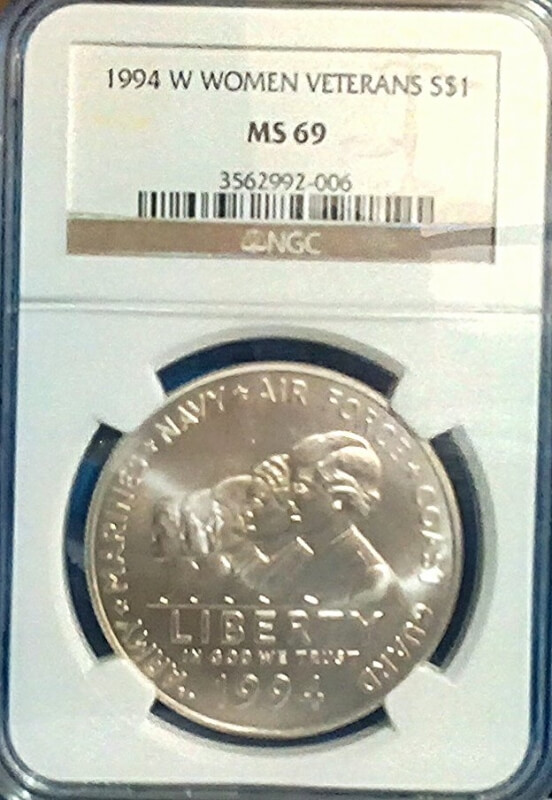 1994 W WOMEN VETERANS S$1
MS 69
3562992-006
NGC
ARMY ★ MARINES ★ NAVY ★ AIR FORCE ★ COAST GUARD
LIBERTY
IN GOD WE TRUST
1994